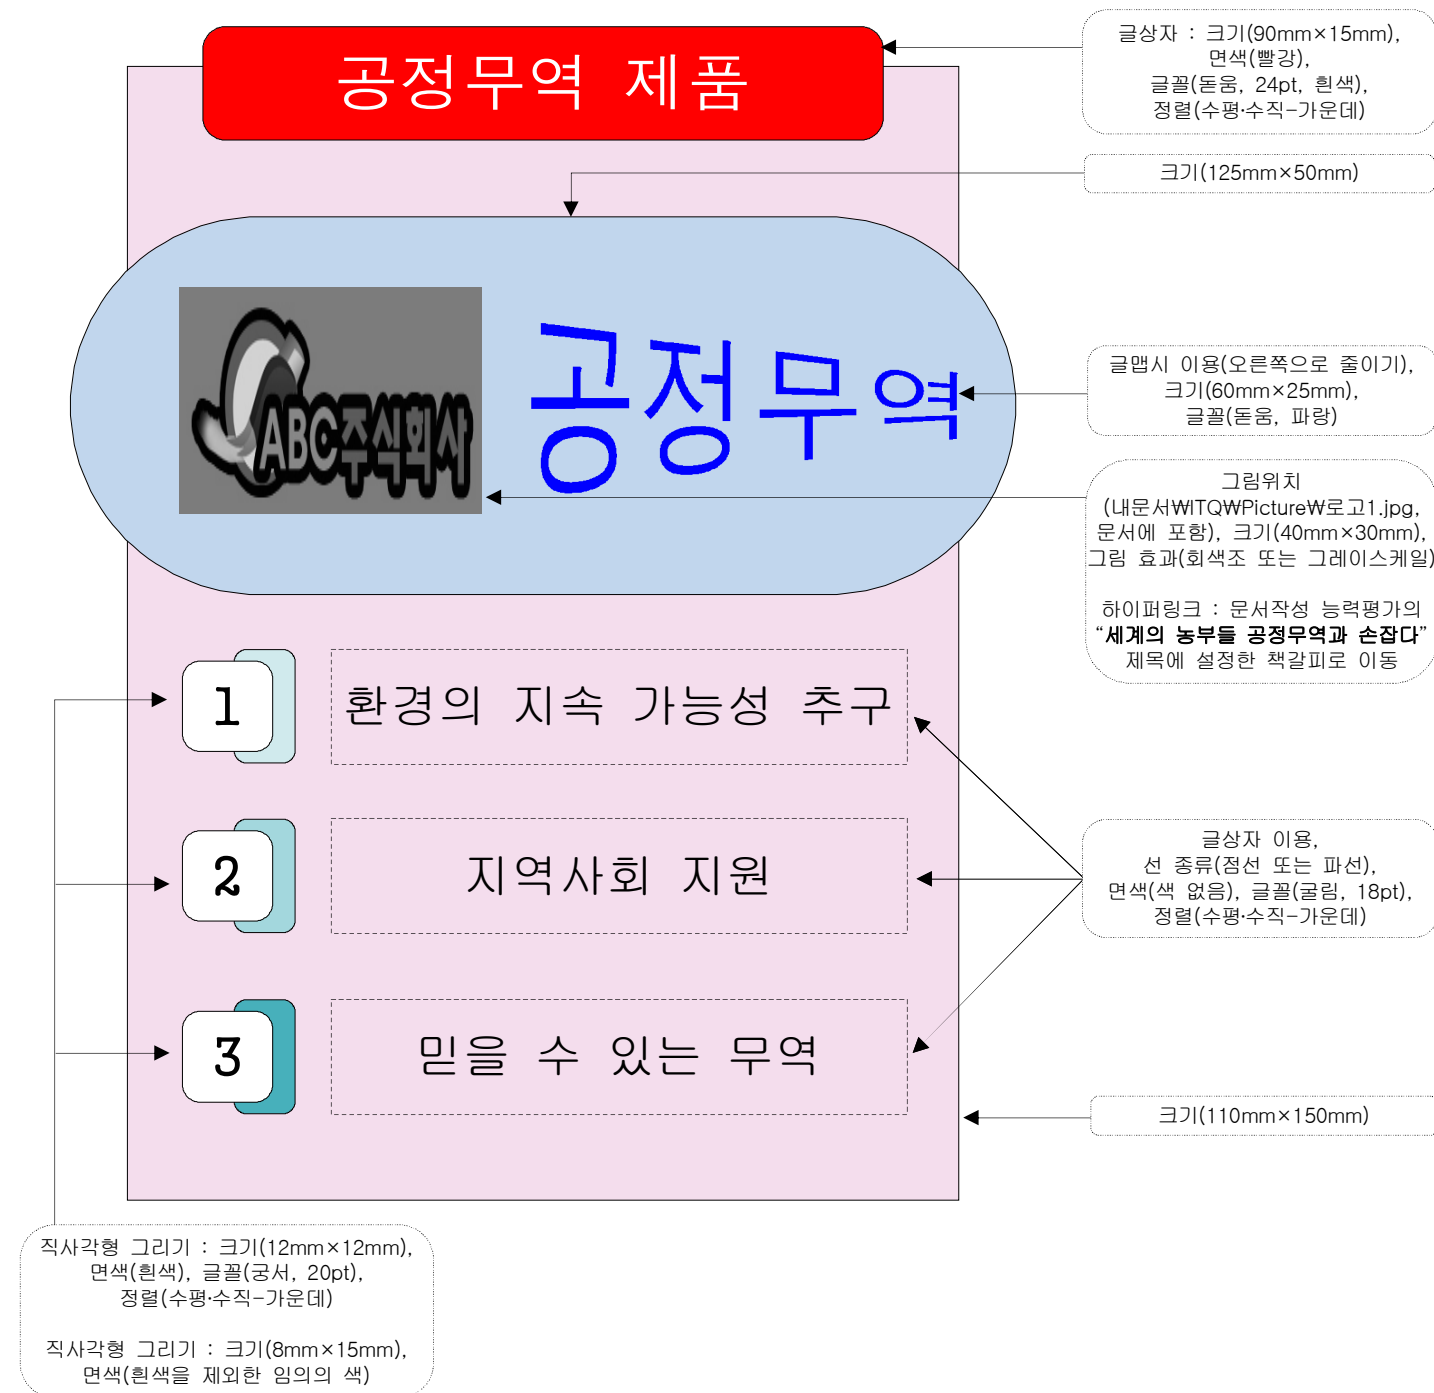 공정무역 제품
글상자 : 크기(90mm×15mm),
면색(빨강),
글꼴(돋움, 24pt, 흰색),
정렬(수평·수직-가운데)
크기(125mm×50mm)
ABC주식회사
공정무역
글맵시 이용(오른쪽으로 줄이기),
크기(60mm×25mm),
글꼴(돋움, 파랑)
그림위치
(내문서₩ITQ₩Picture₩로고1.jpg,
문서에 포함), 크기(40mm×30mm),
그림 효과(회색조 또는 그레이스케일)
하이퍼링크 : 문서작성 능력평가의
“세계의 농부들 공정무역과 손잡다”
제목에 설정한 책갈피로 이동
1 환경의 지속 가능성 추구
2 지역사회 지원
글상자 이용,
선 종류(점선 또는 파선),
면색(색 없음), 글꼴(굴림, 18pt),
정렬(수평·수직-가운데)
3 믿을 수 있는 무역
크기(110mm×150mm)
직사각형 그리기 : 크기(12mm×12mm),
면색(흰색), 글꼴(궁서, 20pt),
정렬(수평·수직-가운데)
직사각형 그리기 : 크기(8mm×15mm),
면색(흰색을 제외한 임의의 색)